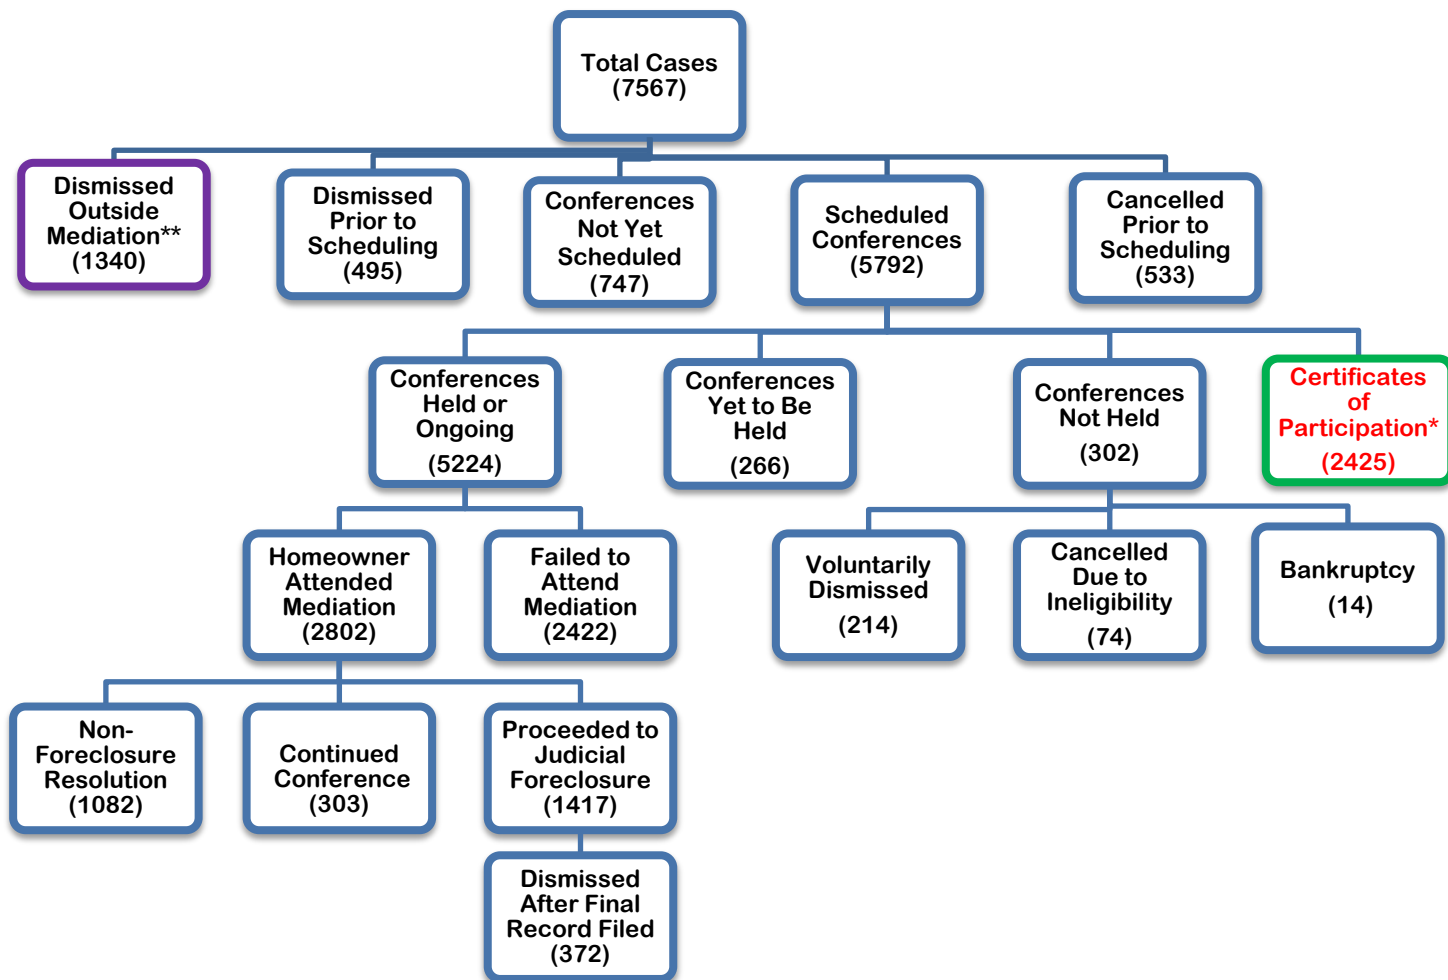 Total Cases
(7567)
Dismissed
Outside
Mediation**
(1340)
Dismissed
Prior to
Scheduling
(495)
Conferences
Not Yet
Scheduled
(747)
Scheduled
Conferences
(5792)
Cancelled
Prior to
Scheduling
(533)
Conferences
Held or
Ongoing
(5224)
Conferences
Yet to Be
Held
(266)
Conferences
Not Held
(302)
Certificates
of
Participation*
(2425)
Homeowner
Attended
Mediation
(2802)
Failed to
Attend
Mediation
(2422)
Voluntarily
Dismissed
(214)
Cancelled
Due to
Ineligibility
(74)
Bankruptcy
(14)
Non-
Foreclosure
Resolution
(1082)
Continued
Conference
(303)
Proceeded to
Judicial
Foreclosure
(1417)
Dismissed
After Final
Record Filed
(372)